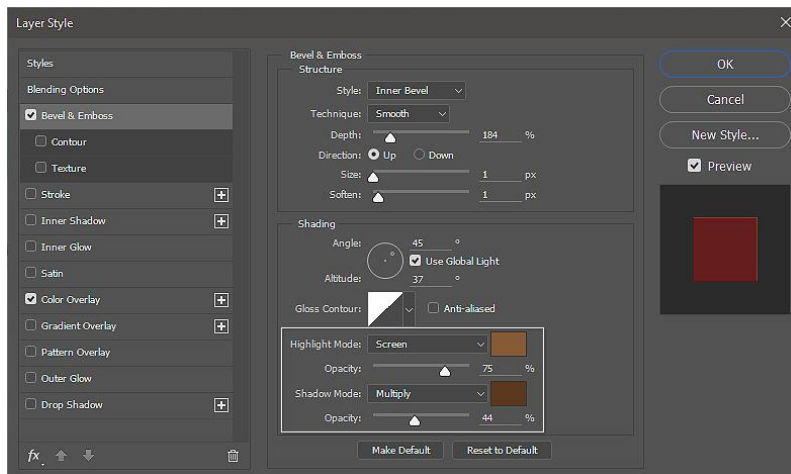 Layer Style
Styles
Blending Options
Bevel & Emboss
Contour
Texture
Stroke
Inner Shadow
Inner Glow
Satin
Color Overlay
Gradient Overlay
Pattern Overlay
Outer Glow
Drop Shadow
fx
Bevel & Emboss
Structure
Style: Inner Bevel
Technique: Smooth
Depth: 184 %
Direction: Up Down
Size: 1 px
Soften: 1 px
Shading
Angle: 45 °
Use Global Light
Altitude: 37 °
Gloss Contour: Anti-aliased
Highlight Mode: Screen
Opacity: 75 %
Shadow Mode: Multiply
Opacity: 44 %
Make Default Reset to Default
OK
Cancel
New Style...
Preview